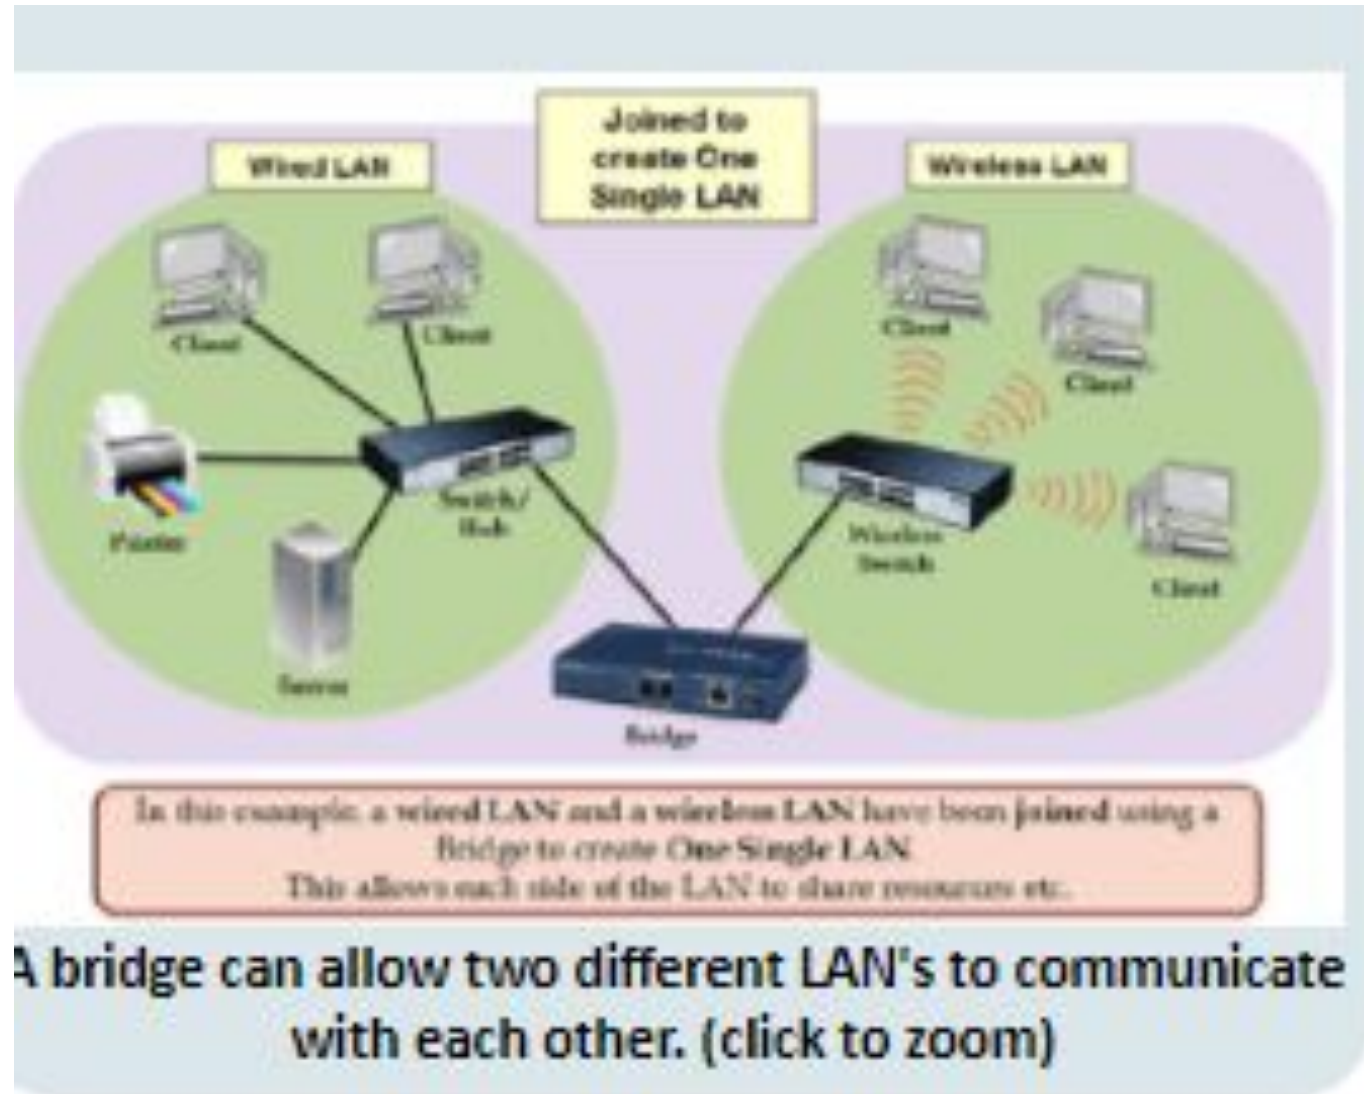 Joined to
create One
Single LAN
Wired LAN
Wireless LAN
Client
Client
Client
Client
Printer
Switch/
Hub
Wireless
Switch
Client
Server
Bridge
In this example, a wired LAN and a wireless LAN have been joined using a
Bridge to create One Single LAN
This allows each side of the LAN to share resources etc.
A bridge can allow two different LAN's to communicate
with each other. (click to zoom)